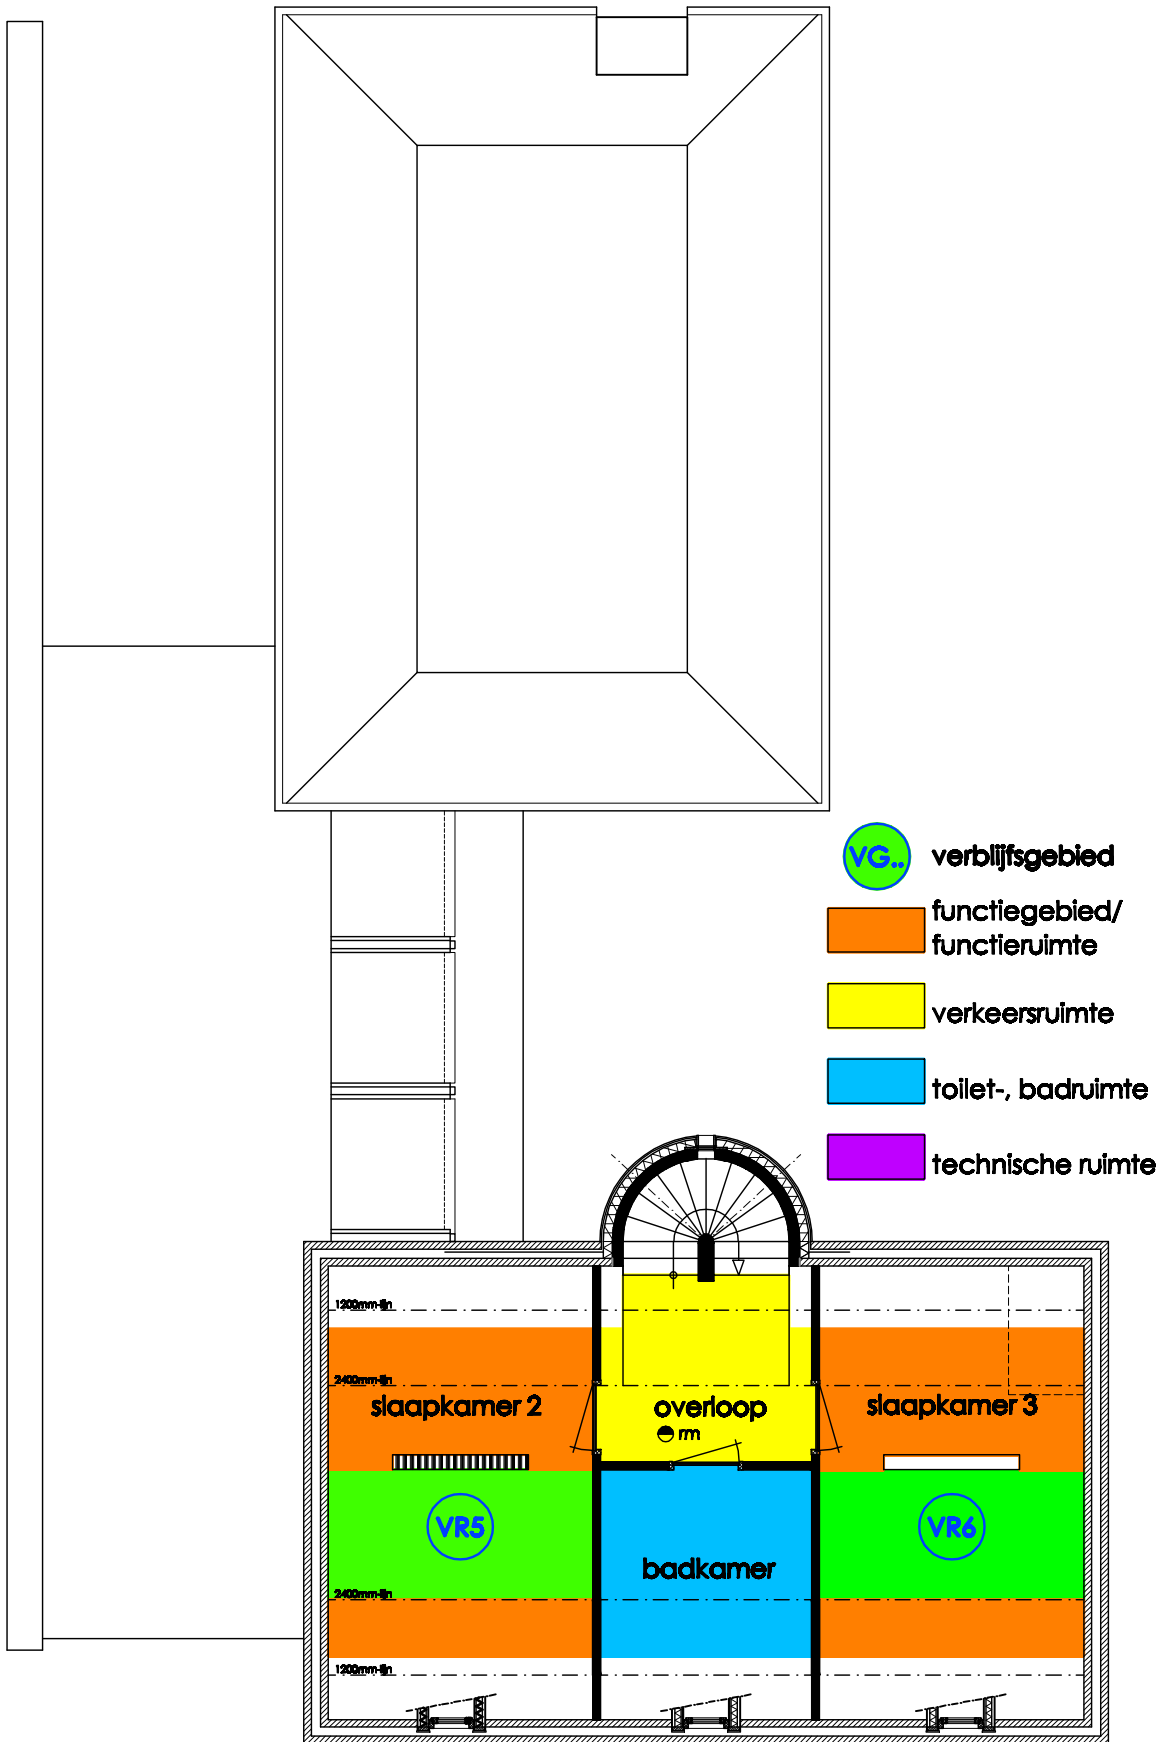 VG..
verblijfsgebied
functiegebied/
functieruimte
verkeersruimte
toilet-, badruimte
technische ruimte
1200mm-lijn
2400mm-lijn
slaapkamer 2
overloop
slaapkamer 3
rm
VR5
VR6
badkamer
2400mm-lijn
1200mm-lijn